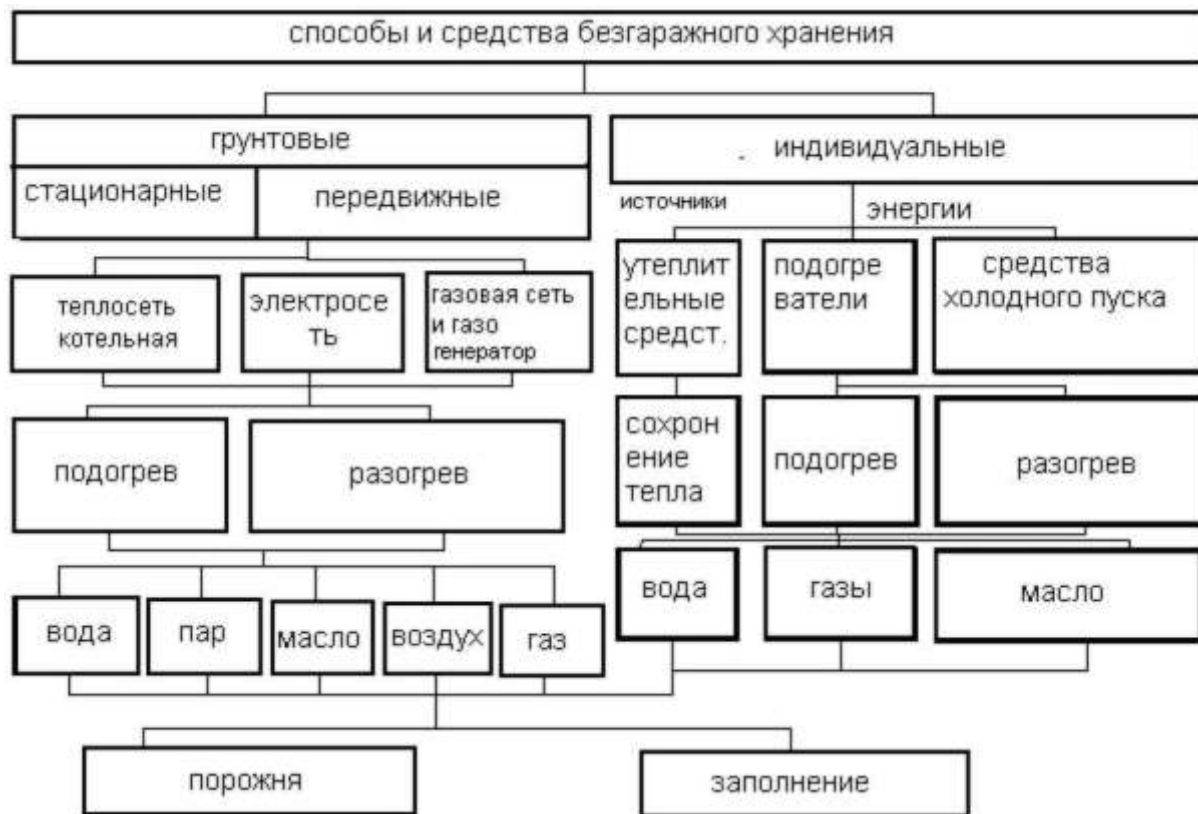 способы и средства безгаражного хранения
грунтовые
. индивидуальные
стационарные
передвижные
источники
энергии
утеплит
ельные
средст.
подогре
ватели
средства
холодного пуска
теплосеть
котельная
электросе
ть
газовая сеть
и газо
генератор
подогрев
разогрев
сохрон
ение
тепла
подогрев
разогрев
вода
пар
масло
воздух
газ
вода
газы
масло
порожня
заполнение